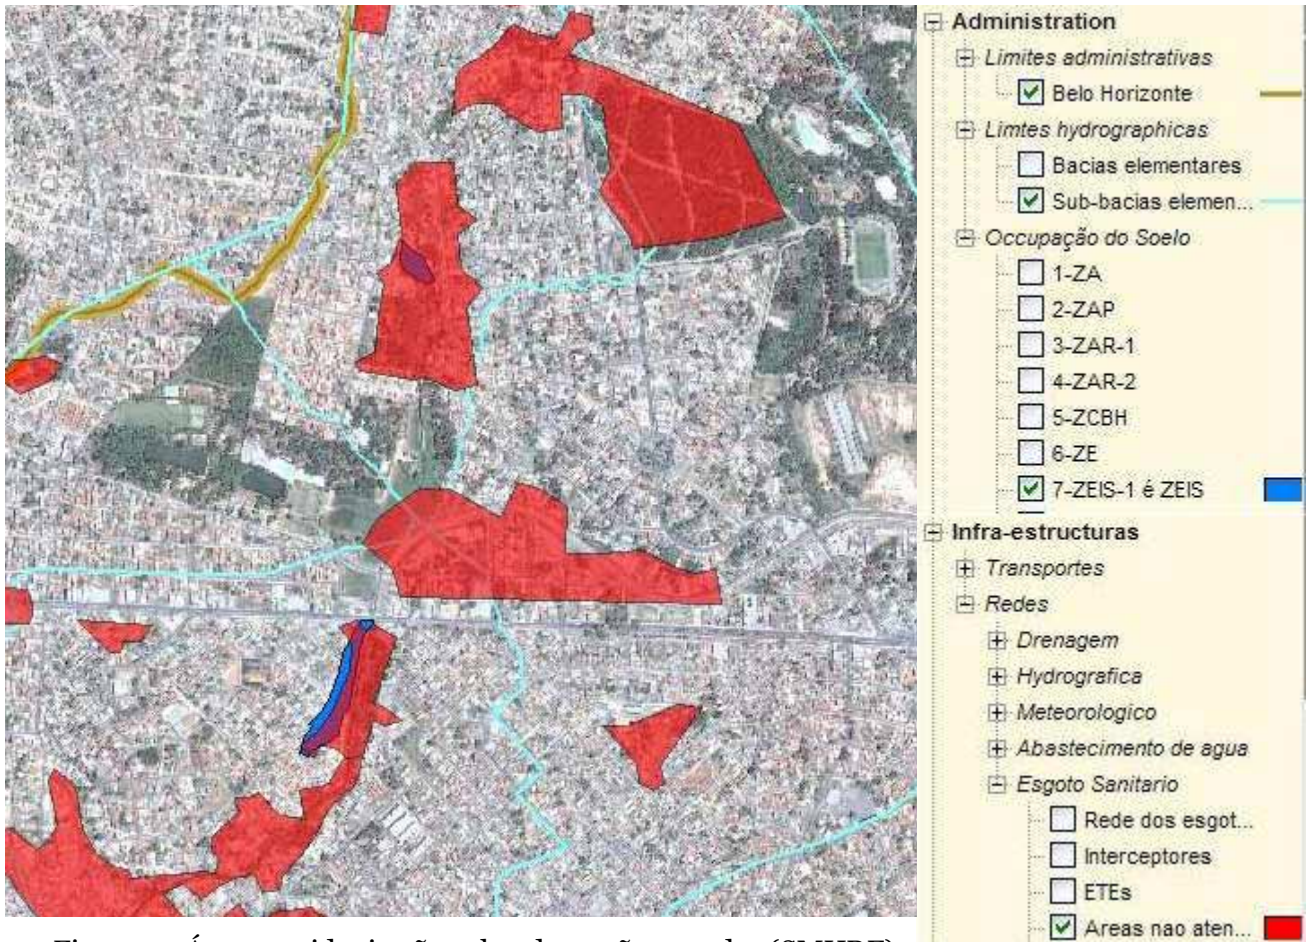 Administration
Limites administrativas
Belo Horizonte
Limtes hydrographicas
Bacias elementares
Sub-bacias elemen...
Occupação do Soelo
1-ZA
2-ZAP
3-ZAR-1
4-ZAR-2
5-ZCBH
6-ZE
7-ZEIS-1 é ZEIS
Infra-estructuras
Transportes
Redes
Drenagem
Hydrografica
Meteorologico
Abastecimento de agua
Esgoto Sanitario
Rede dos esgot...
Interceptores
ETEs
Areas nao aten...